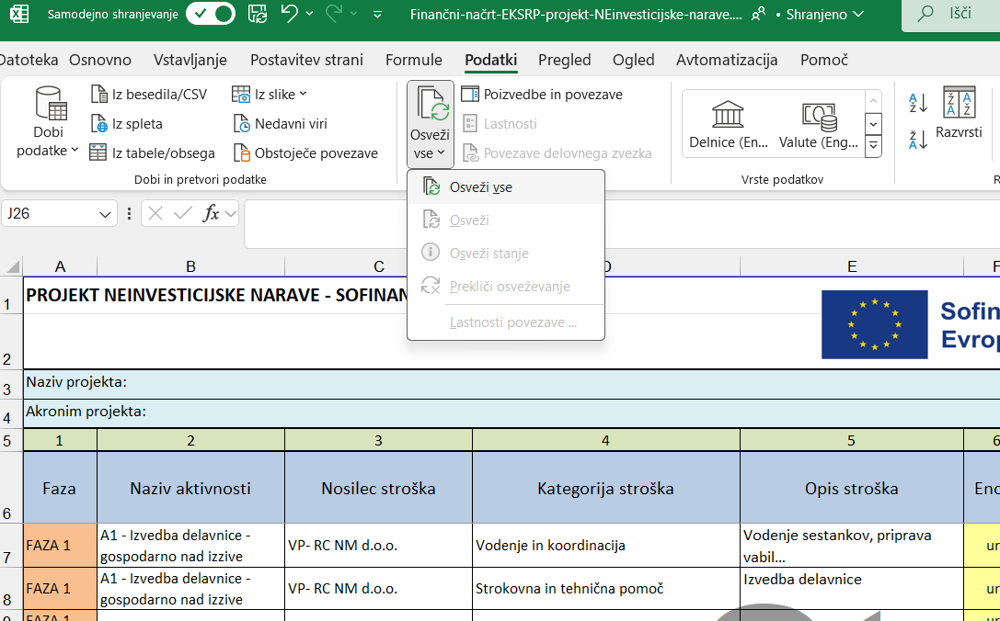 Samodejno shranjevanje
Finančni-načrt-EKSRP-projekt-NEinvesticijske-narave.... • Shranjeno
Išči
Datoteka Osnovno Vstavljanje Postavitev strani Formule Podatki Pregled Ogled Avtomatizacija Pomoč
Dobi
podatke
Iz besedila/CSV
Iz spleta
Iz tabele/obsega
Iz slike
Nedavni viri
Obstoječe povezave
Dobi in pretvori podatke
Osveži
vse
Poizvedbe in povezave
Lastnosti
Povezave delovnega zvezka
Delnice (En...
Valute (Eng...
Vrste podatkov
Razvrsti
J26
fx
Osveži vse
Osveži
Osveži stanje
Prekliči osveževanje
Lastnosti povezave ...
A B C D E F
1 PROJEKT NEINVESTICIJSKE NARAVE - SOFINAN
2
Sofin
Evrop
3 Naziv projekta:
4 Akronim projekta:
5 1 2 3 4 5 6
6 Faza Naziv aktivnosti Nosilec stroška Kategorija stroška Opis stroška Eno
7 FAZA 1 A1 - Izvedba delavnice - gospodarno nad izzive VP- RC NM d.o.o. Vodenje in koordinacija Vodenje sestankov, priprava vabil... ur
8 FAZA 1 A1 - Izvedba delavnice - gospodarno nad izzive VP- RC NM d.o.o. Strokovna in tehnična pomoč Izvedba delavnice ur
9 FAZA 1